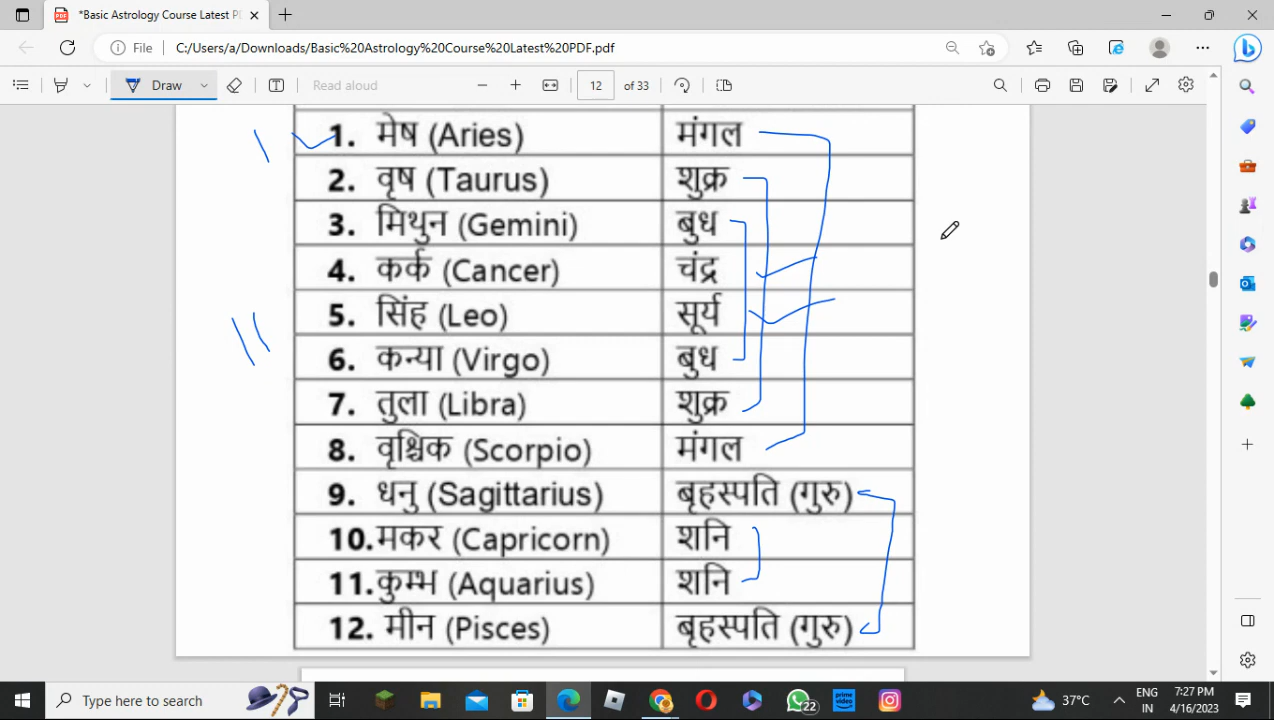 *Basic Astrology Course Latest P
File
C:/Users/a/Downloads/Basic%20Astrology%20Course%20Latest%20PDF.pdf
Draw
Read aloud
12
of 33
1. मेष (Aries) मंगल
2. वृष (Taurus) शुक्र
3. मिथुन (Gemini) बुध
4. कर्क (Cancer) चंद्र
5. सिंह (Leo) सूर्य
6. कन्या (Virgo) बुध
7. तुला (Libra) शुक्र
8. वृश्चिक (Scorpio) मंगल
9. धनु (Sagittarius) बृहस्पति (गुरु)
10. मकर (Capricorn) शनि
11. कुम्भ (Aquarius) शनि
12. मीन (Pisces) बृहस्पति (गुरु)
Type here to search
22
prime video
37°C
ENG
IN
7:27 PM
4/16/2023